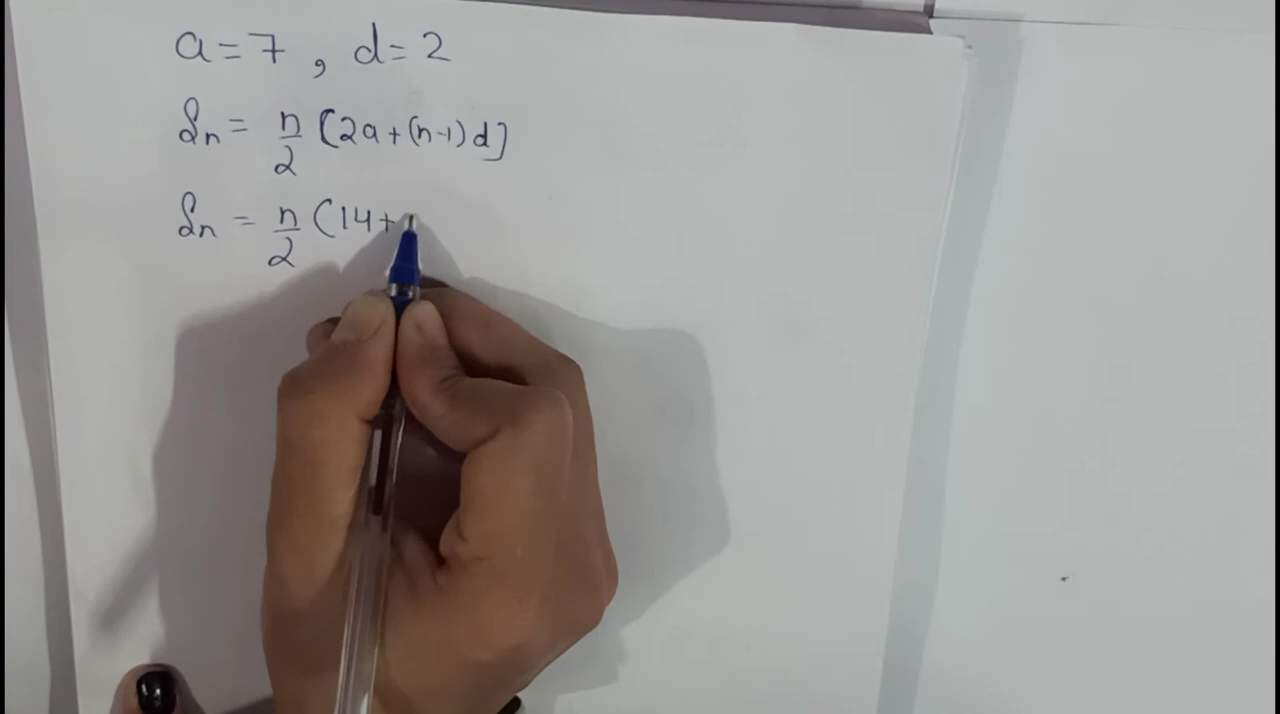 a = 7 , d = 2
Sn = n/2 [2a + (n-1) d]
Sn = n/2 (14 +